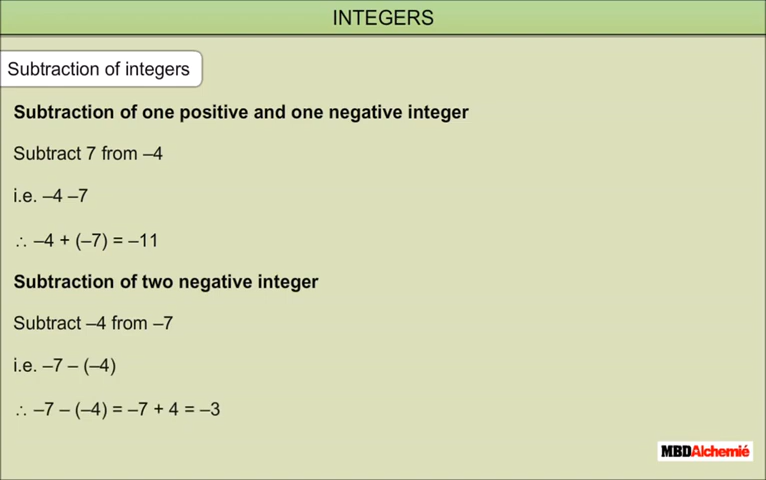 INTEGERS
Subtraction of integers
Subtraction of one positive and one negative integer
Subtract 7 from –4
i.e. –4 –7
∴ –4 + (–7) = –11
Subtraction of two negative integer
Subtract –4 from –7
i.e. –7 – (–4)
∴ –7 – (–4) = –7 + 4 = –3
MBDAlchemié